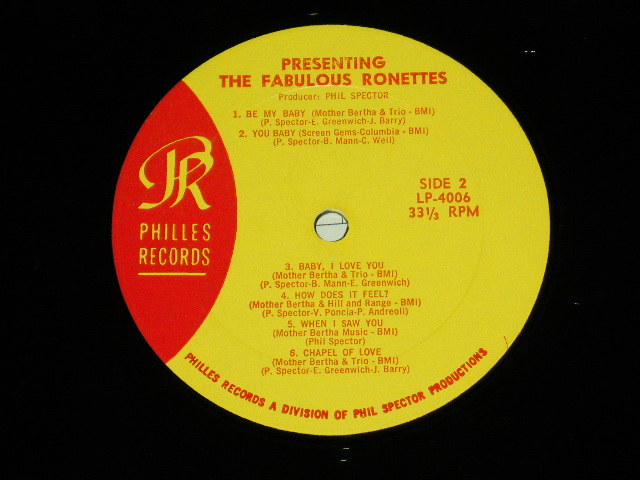 PRESENTING
THE FABULOUS RONETTES
Producer: PHIL SPECTOR
1. BE MY BABY (Mother Bertha & Trio - BMI)
(P. Spector-E. Greenwich-J. Barry)
2. YOU BABY (Screen Gems-Columbia - BMI)
(P. Spector-B. Mann-C. Weil)
PR
PHILLES
RECORDS
SIDE 2
LP-4006
33 1/3 RPM
3. BABY, I LOVE YOU
(Mother Bertha & Trio - BMI)
(P. Spector-B. Mann-E. Greenwich)
4. HOW DOES IT FEEL?
(Mother Bertha & Hill and Range - BMI)
(P. Spector-V. Poncia-P. Andreoli)
5. WHEN I SAW YOU
(Mother Bertha Music - BMI)
(Phil Spector)
6. CHAPEL OF LOVE
(Mother Bertha & Trio - BMI)
(P. Spector-E. Greenwich-J. Barry)
PHILLES RECORDS A DIVISION OF PHIL SPECTOR PRODUCTIONS